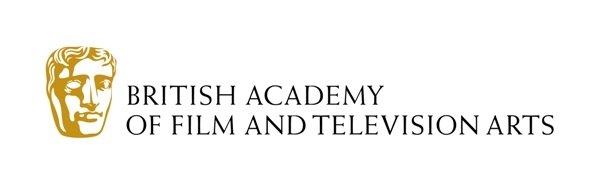 BRITISH ACADEMY
OF FILM AND TELEVISION ARTS